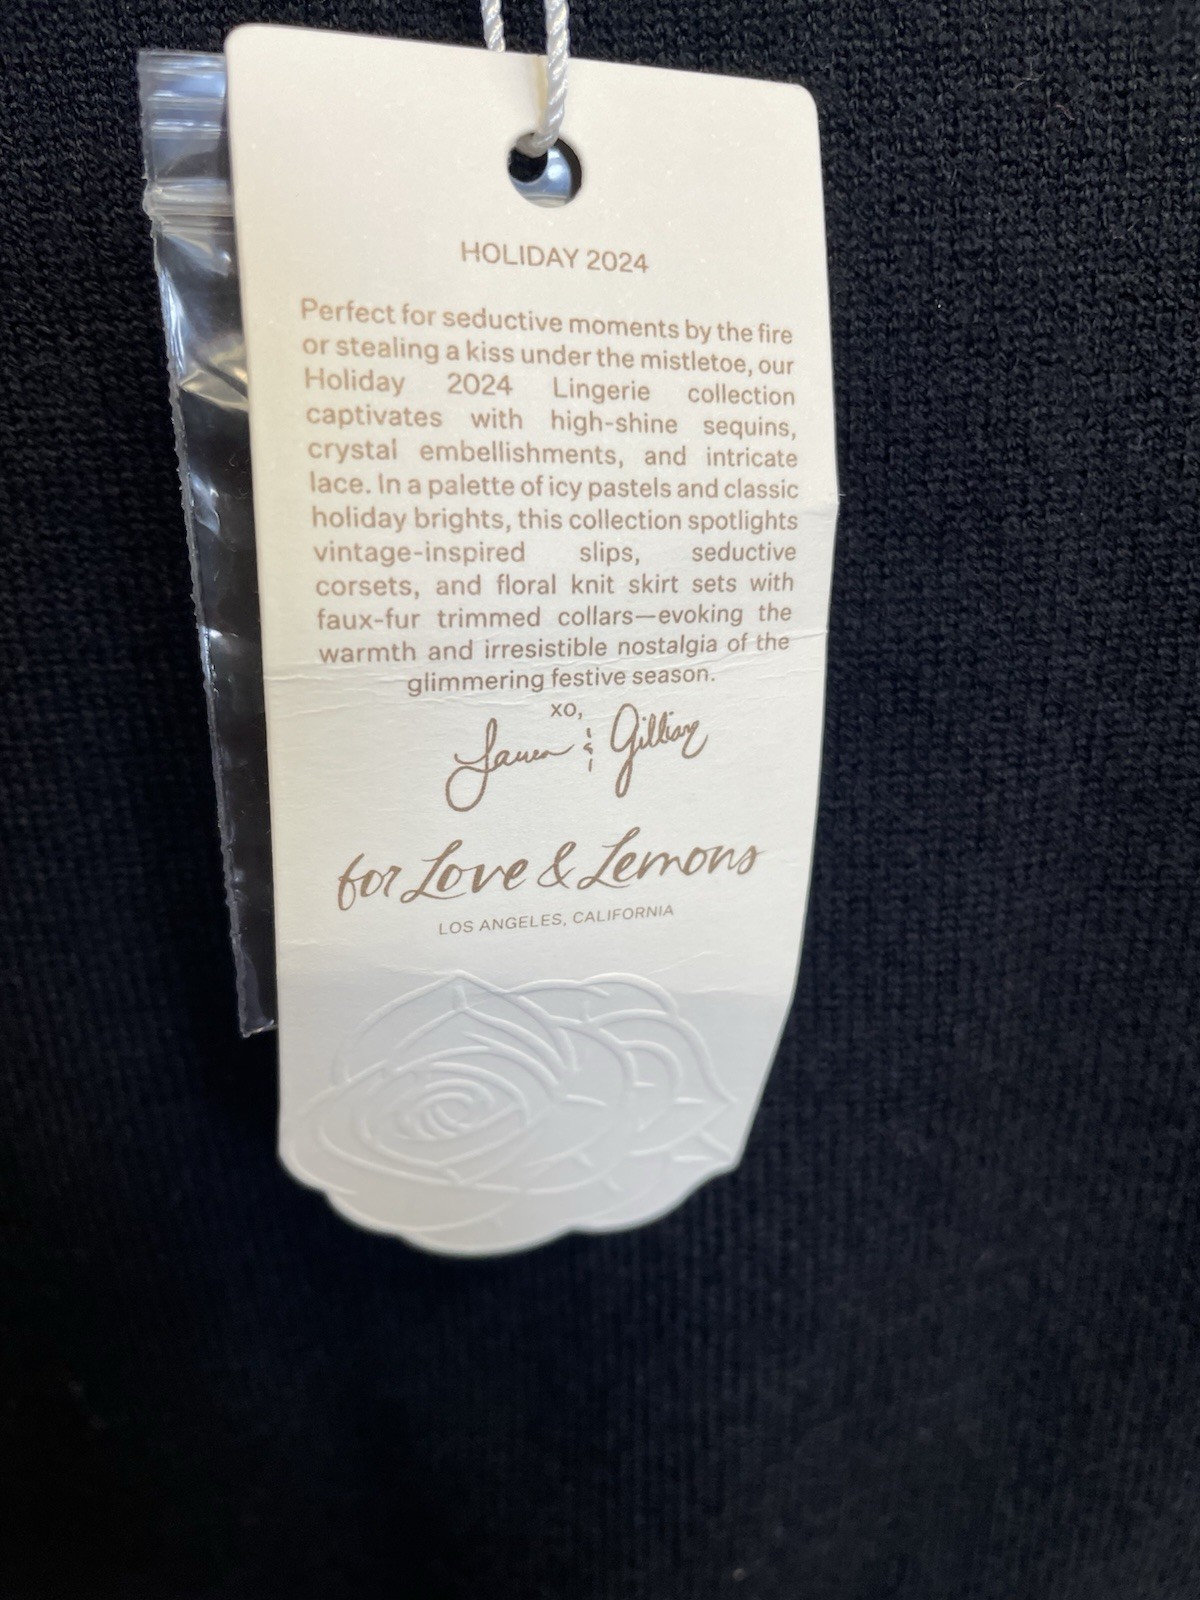 HOLIDAY 2024
Perfect for seductive moments by the fire
or stealing a kiss under the mistletoe, our
Holiday 2024 Lingerie collection
captivates with high-shine sequins,
crystal embellishments, and intricate
lace. In a palette of icy pastels and classic
holiday brights, this collection spotlights
vintage-inspired slips, seductive
corsets, and floral knit skirt sets with
faux-fur trimmed collars—evoking the
warmth and irresistible nostalgia of the
glimmering festive season.
xo,
Lauren & Gillian
for Love & Lemons
LOS ANGELES, CALIFORNIA